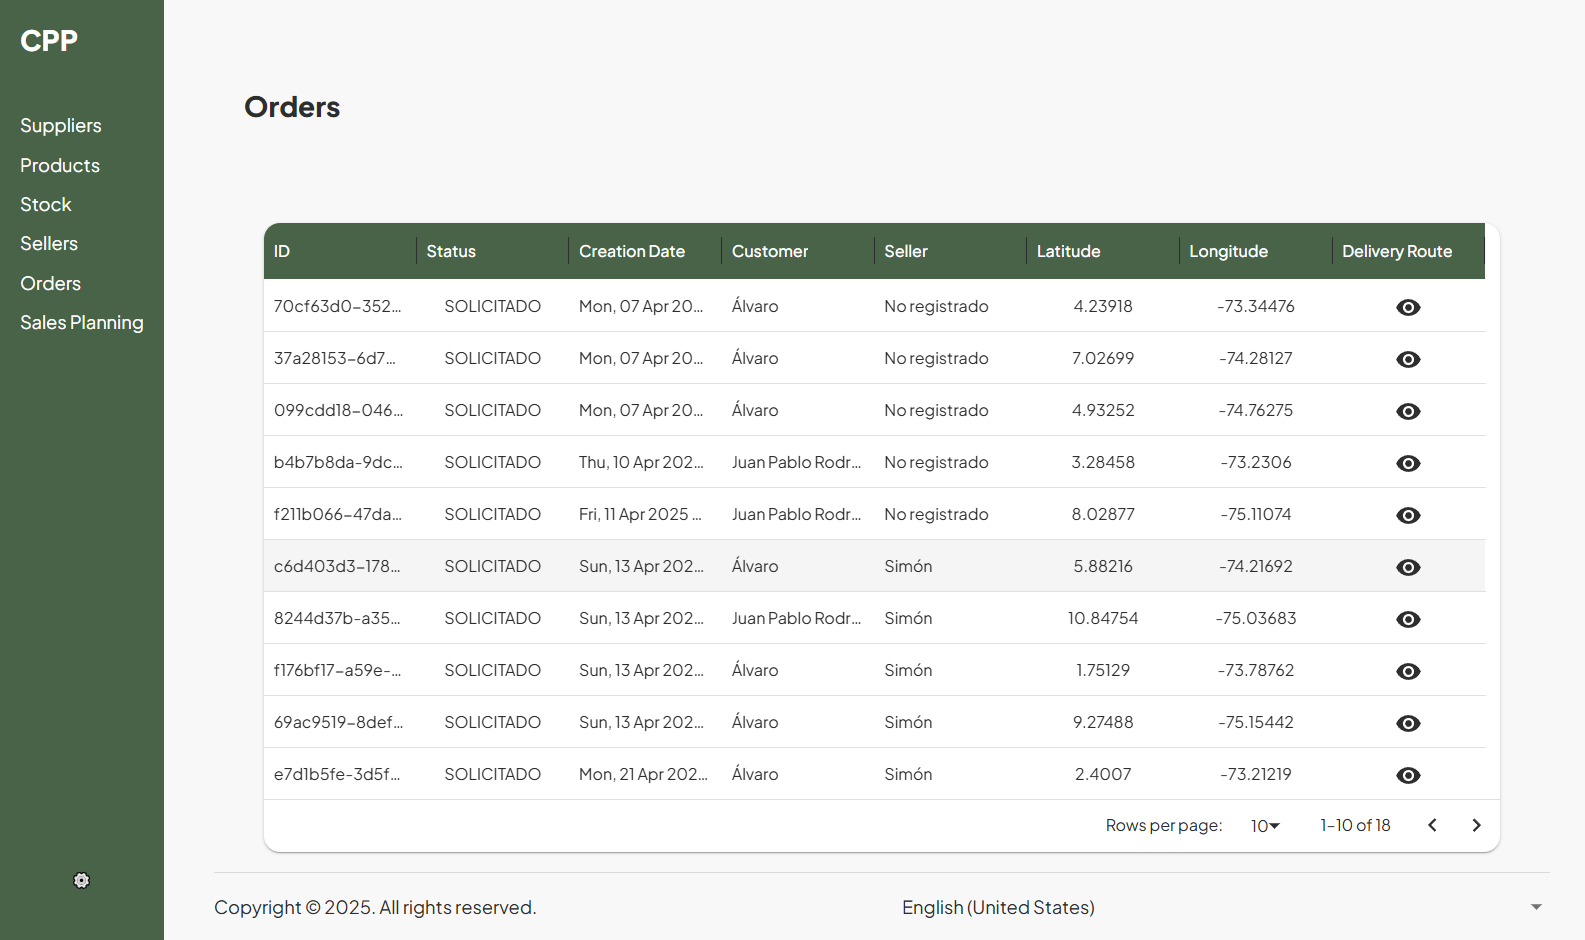 CPP
Suppliers
Products
Stock
Sellers
Orders
Sales Planning
Orders
ID Status Creation Date Customer Seller Latitude Longitude Delivery Route
70cf63d0-352... SOLICITADO Mon, 07 Apr 20... Álvaro No registrado 4.23918 -73.34476
37a28153-6d7... SOLICITADO Mon, 07 Apr 20... Álvaro No registrado 7.02699 -74.28127
099cdd18-046... SOLICITADO Mon, 07 Apr 20... Álvaro No registrado 4.93252 -74.76275
b4b7b8da-9dc... SOLICITADO Thu, 10 Apr 202... Juan Pablo Rodr... No registrado 3.28458 -73.2306
f211b066-47da... SOLICITADO Fri, 11 Apr 2025 ... Juan Pablo Rodr... No registrado 8.02877 -75.11074
c6d403d3-178... SOLICITADO Sun, 13 Apr 202... Álvaro Simón 5.88216 -74.21692
8244d37b-a35... SOLICITADO Sun, 13 Apr 202... Juan Pablo Rodr... Simón 10.84754 -75.03683
f176bf17-a59e-... SOLICITADO Sun, 13 Apr 202... Álvaro Simón 1.75129 -73.78762
69ac9519-8def... SOLICITADO Sun, 13 Apr 202... Álvaro Simón 9.27488 -75.15442
e7d1b5fe-3d5f... SOLICITADO Mon, 21 Apr 202... Álvaro Simón 2.4007 -73.21219
Rows per page: 10 1–10 of 18
Copyright © 2025. All rights reserved. English (United States)